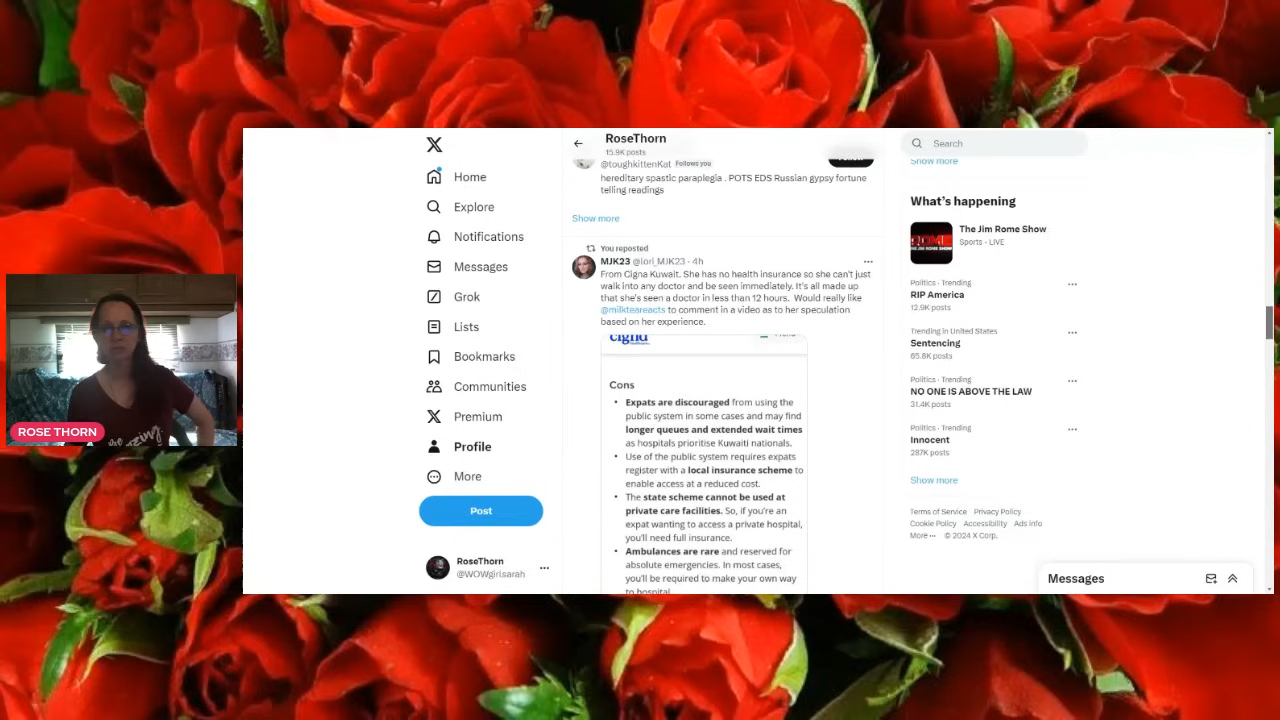 RoseThorn
15.9K posts
Search
@toughkittenKat Follows you
hereditary spastic paraplegia . POTS EDS Russian gypsy fortune
telling readings
Show more
Home
Explore
Notifications
Messages
Grok
Lists
Bookmarks
Communities
Premium
Profile
More
Post
RoseThorn
@WOWgirlsarah
You reposted
MJK23 @lori_MJK23 · 4h
From Cigna Kuwait. She has no health insurance so she can't just
walk into any doctor and be seen immediately. It's all made up
that she's seen a doctor in less than 12 hours. Would really like
@milkteareacts to comment in a video as to her speculation
based on her experience.
Cons
• Expats are discouraged from using the
public system in some cases and may find
longer queues and extended wait times
as hospitals prioritise Kuwaiti nationals.
• Use of the public system requires expats
register with a local insurance scheme to
enable access at a reduced cost.
• The state scheme cannot be used at
private care facilities. So, if you're an
expat wanting to access a private hospital,
you'll need full insurance.
• Ambulances are rare and reserved for
absolute emergencies. In most cases,
you'll be required to make your own way
to hospital.
Show more
What's happening
The Jim Rome Show
Sports · LIVE
Politics · Trending
RIP America
12.9K posts
Trending in United States
Sentencing
65.8K posts
Politics · Trending
NO ONE IS ABOVE THE LAW
31.4K posts
Politics · Trending
Innocent
287K posts
Show more
Terms of Service Privacy Policy
Cookie Policy Accessibility Ads info
More ··· © 2024 X Corp.
Messages
ROSE THORN